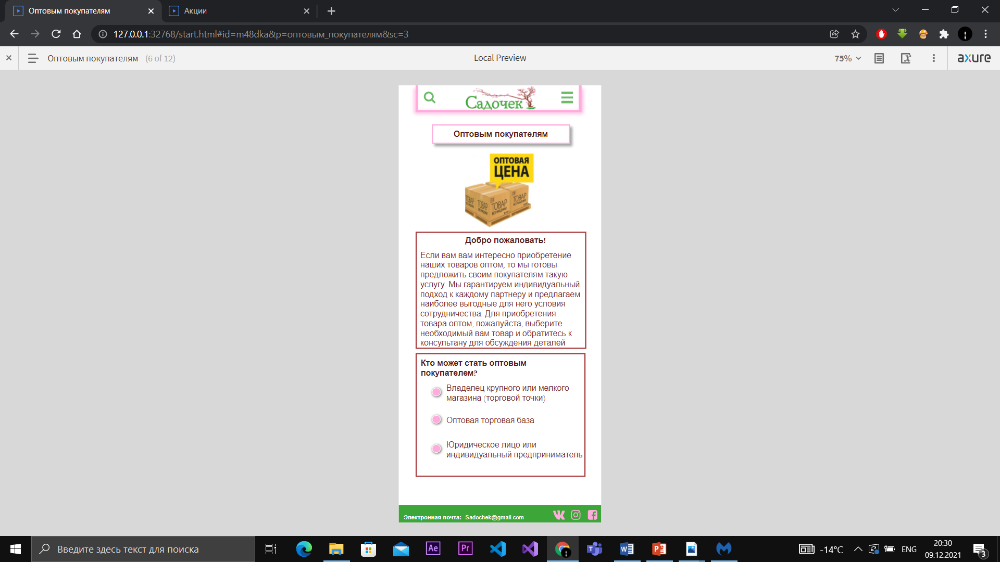 Оптовым покупателям
Акции
127.0.0.1:32768/start.html#id=m48dka&p=оптовым_покупателям&sc=3
Оптовым покупателям (6 of 12)
Local Preview
75%
axure
Садочек
Оптовым покупателям
ОПТОВАЯ
ЦЕНА
ТОВАР
ТОВАР
ТОВАР
ТОВАР
Добро пожаловать!
Если вам вам интересно приобретение
наших товаров оптом, то мы готовы
предложить своим покупателям такую
услугу. Мы гарантируем индивидуальный
подход к каждому партнеру и предлагаем
наиболее выгодные для него условия
сотрудничества. Для приобретения
товара оптом, пожалуйста, выберите
необходимый вам товар и обратитесь к
консультану для обсуждения деталей
Кто может стать оптовым
покупателем?
Владелец крупного или мелкого
магазина (торговой точки)
Оптовая торговая база
Юридическое лицо или
индивидуальный предприниматель
Электронная почта: Sadochek@gmail.com
Введите здесь текст для поиска
Ae
Pr
-14°C
ENG
20:30
09.12.2021
3